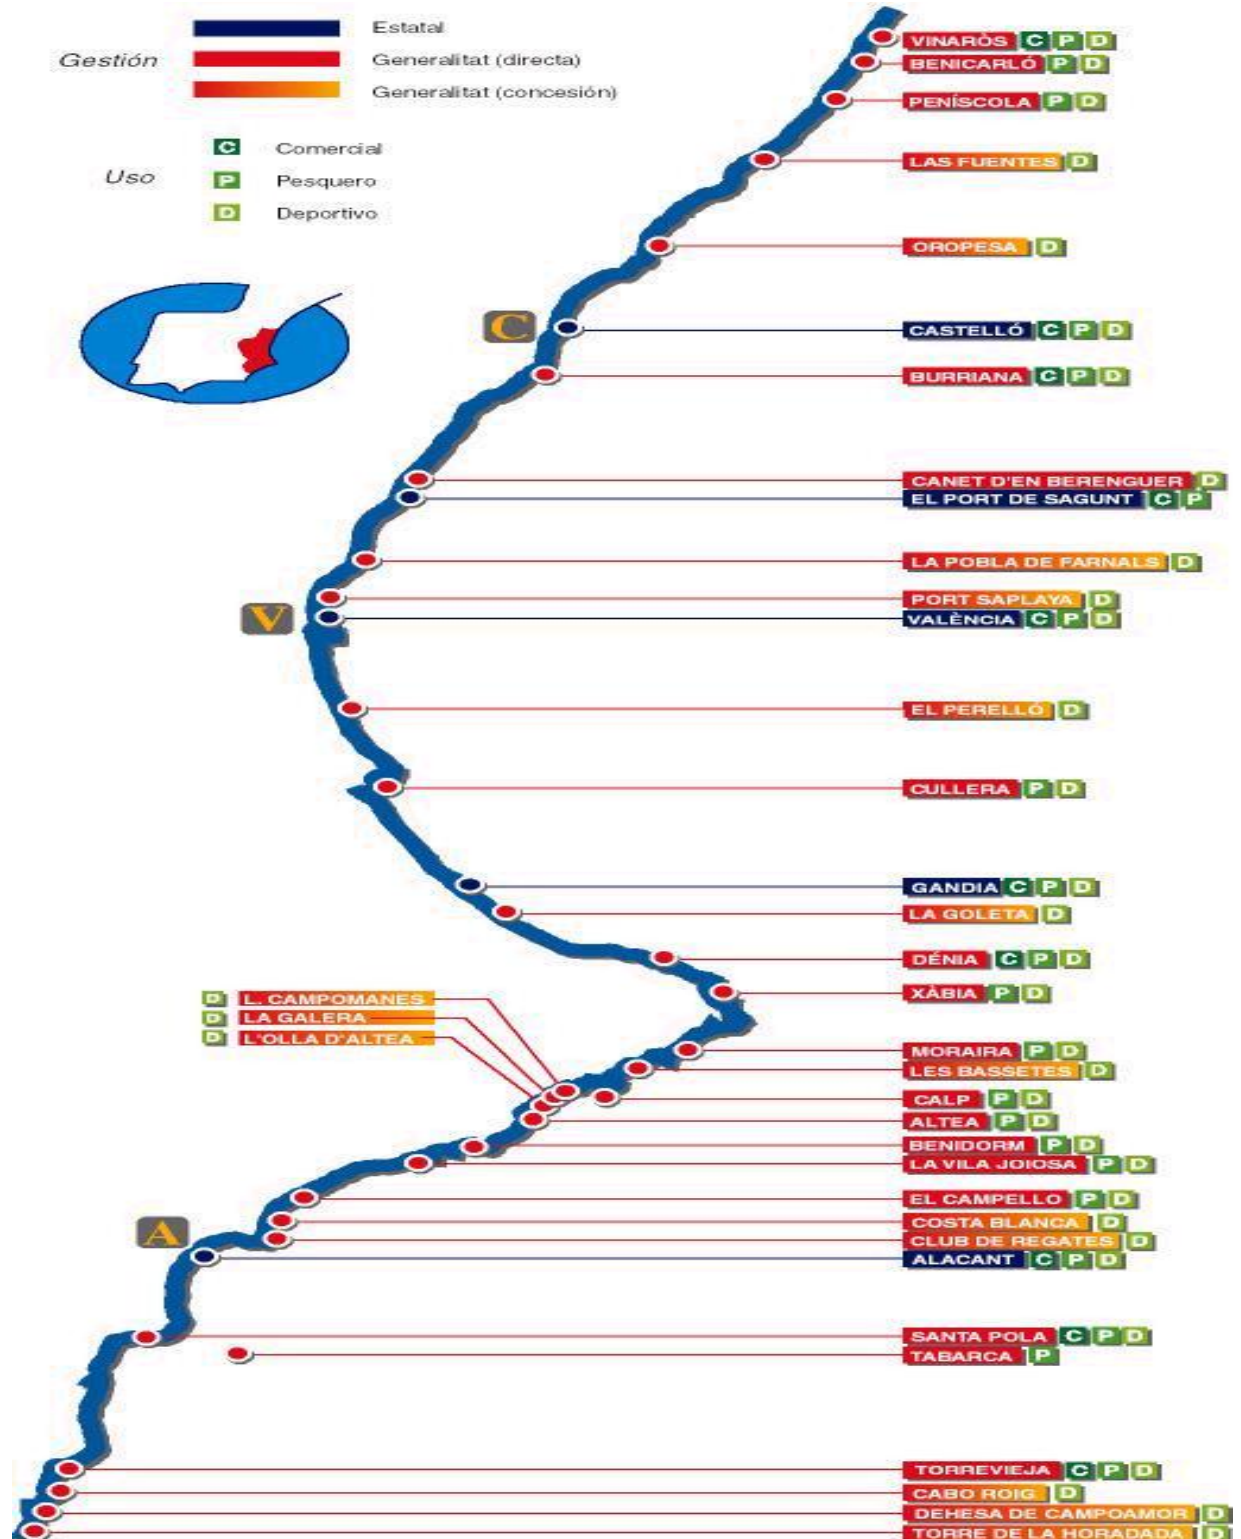 Gestión
Estatal
Generalitat (directa)
Generalitat (concesión)
Uso
C Comercial
P Pesquero
D Deportivo
VINARÒS C P D
BENICARLÓ P D
PENÍSCOLA P D
LAS FUENTES D
OROPESA D
C
CASTELLÓ C P D
BURRIANA C P D
CANET D'EN BERENGUER D
EL PORT DE SAGUNT C P
LA POBLA DE FARNALS D
PORT SAPLAYA D
V
VALÈNCIA C P D
EL PERELLÓ D
CULLERA P D
GANDIA C P D
LA GOLETA D
DÉNIA C P D
XÀBIA P D
D L. CAMPOMANES
D LA GALERA
D L'OLLA D'ALTEA
MORAIRA P D
LES BASSETES D
CALP P D
ALTEA P D
BENIDORM P D
LA VILA JOIOSA P D
EL CAMPELLO P D
COSTA BLANCA D
CLUB DE REGATES D
A
ALACANT C P D
SANTA POLA C P D
TABARCA P
TORREVIEJA C P D
CABO ROIG D
DEHESA DE CAMPOAMOR D
TORRE DE LA HORADADA D